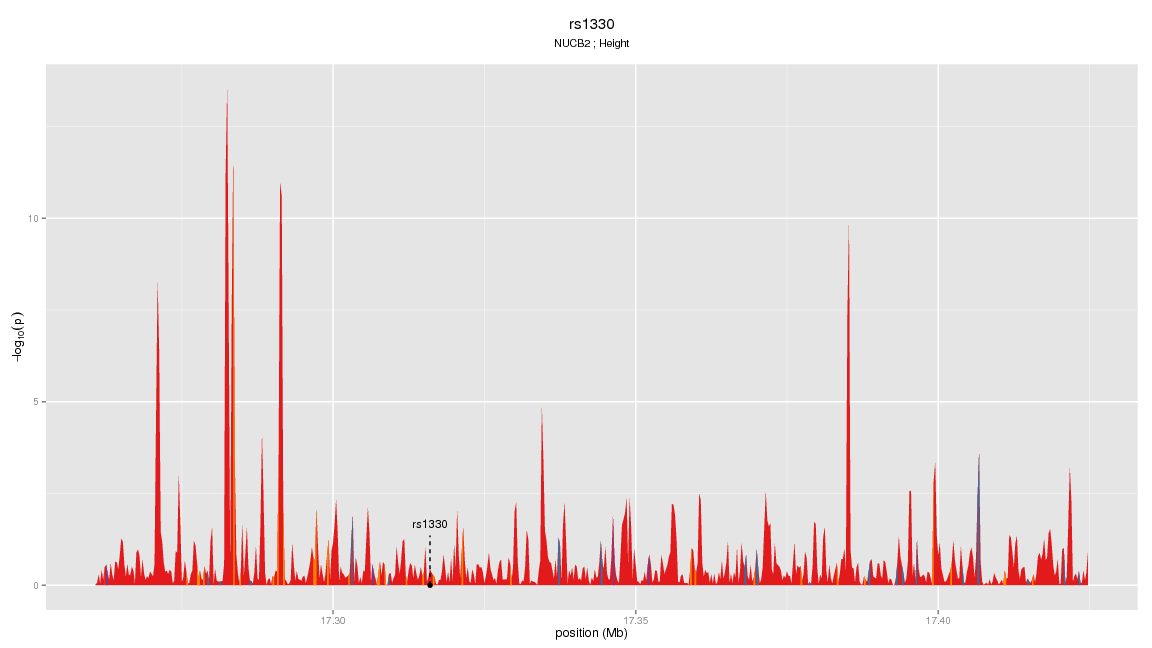 rs1330
NUCB2 ; Height
10
5
0
−log10(p)
rs1330
17.30
17.35
17.40
position (Mb)